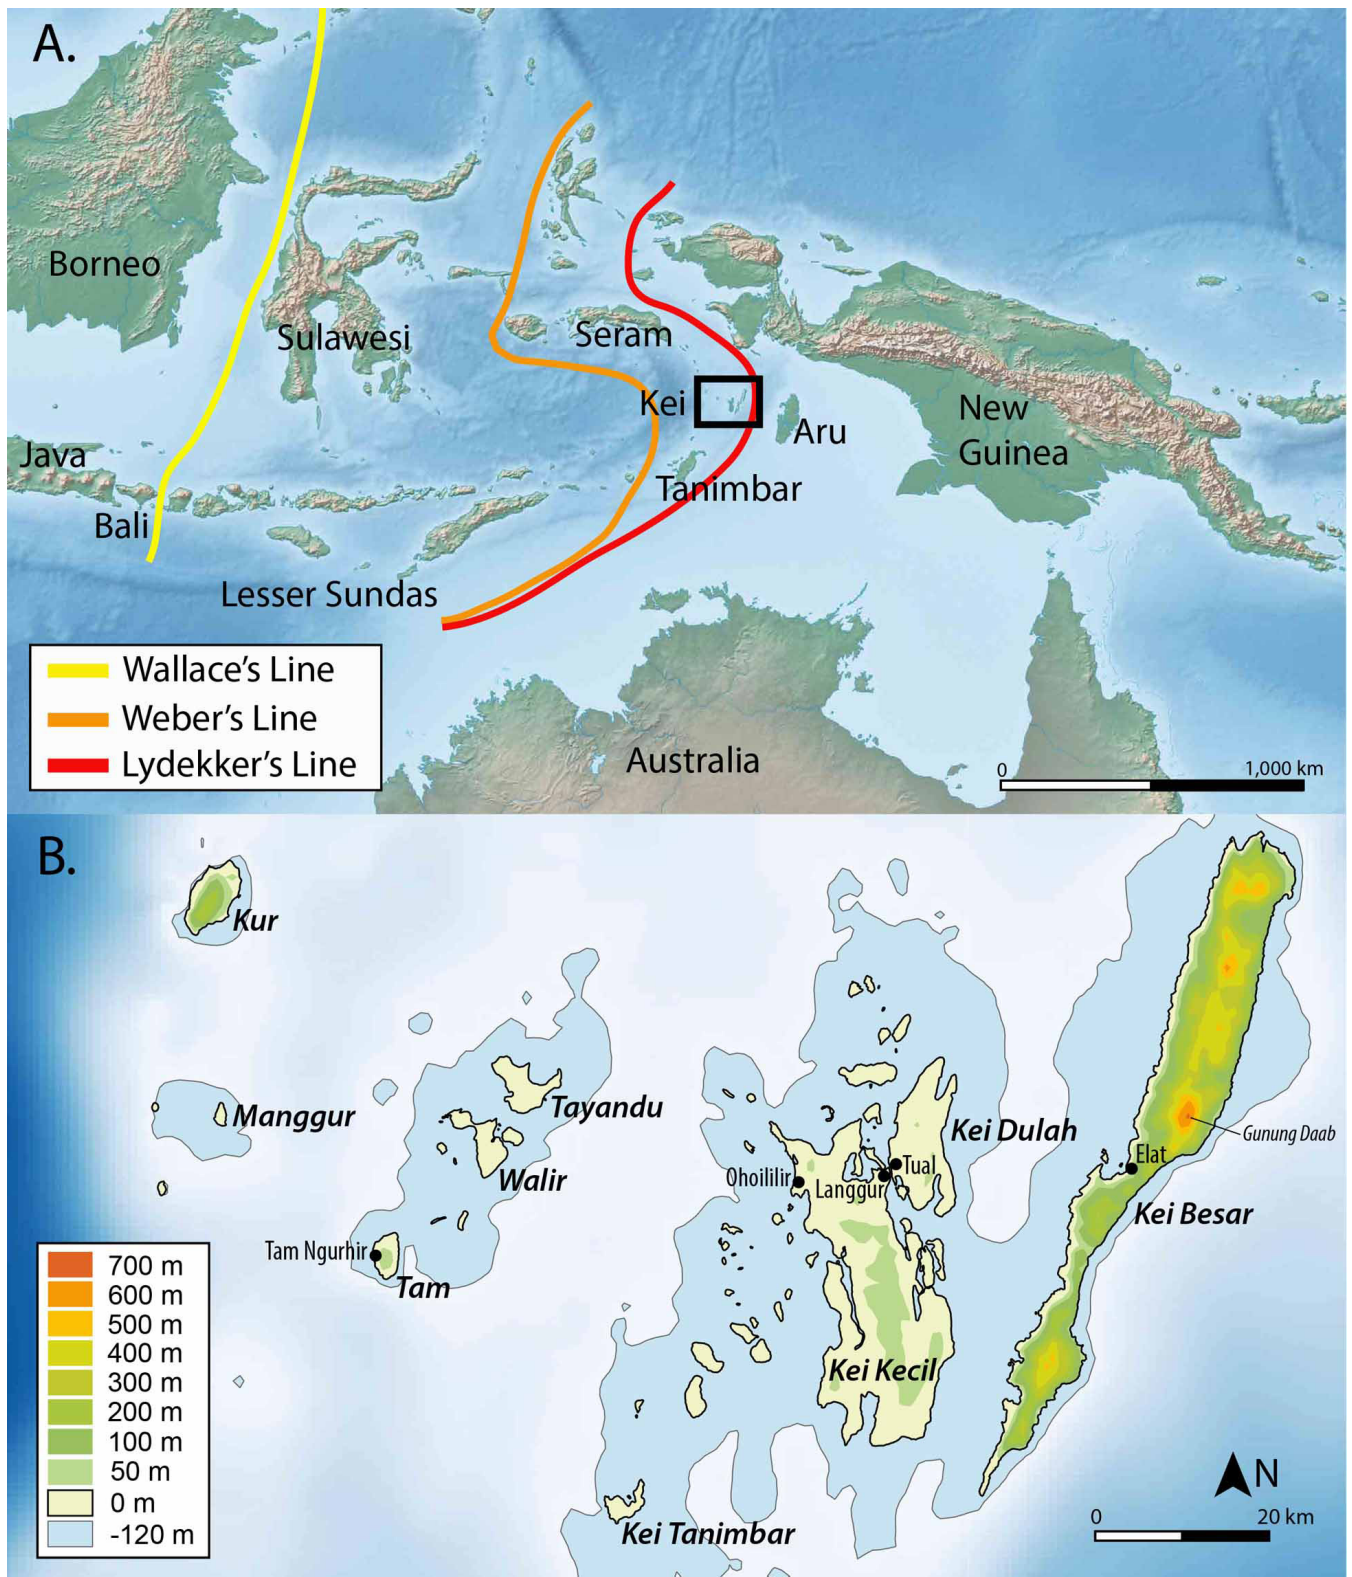 A.
Borneo
Sulawesi
Seram
Kei
Aru
New
Guinea
Java
Tanimbar
Bali
Lesser Sundas
Wallace's Line
Weber's Line
Lydekker's Line
Australia
0 1,000 km
B.
Kur
Manggur
Tayandu
Walir
Kei Dulah
Gunung Daab
Elat
Tual
Ohoililir
Langgur
Kei Besar
Tam Ngurhir
Tam
Kei Kecil
Kei Tanimbar
700 m
600 m
500 m
400 m
300 m
200 m
100 m
50 m
0 m
-120 m
N
0 20 km